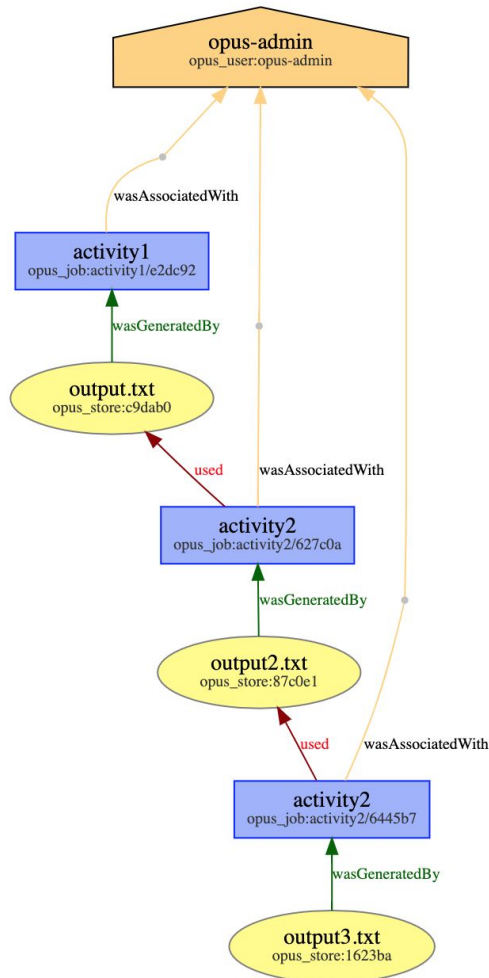 opus-admin
opus_user:opus-admin
wasAssociatedWith
activity1
opus_job:activity1/e2dc92
wasGeneratedBy
output.txt
opus_store:c9dab0
used
wasAssociatedWith
activity2
opus_job:activity2/627c0a
wasGeneratedBy
output2.txt
opus_store:87c0e1
used
wasAssociatedWith
activity2
opus_job:activity2/6445b7
wasGeneratedBy
output3.txt
opus_store:1623ba